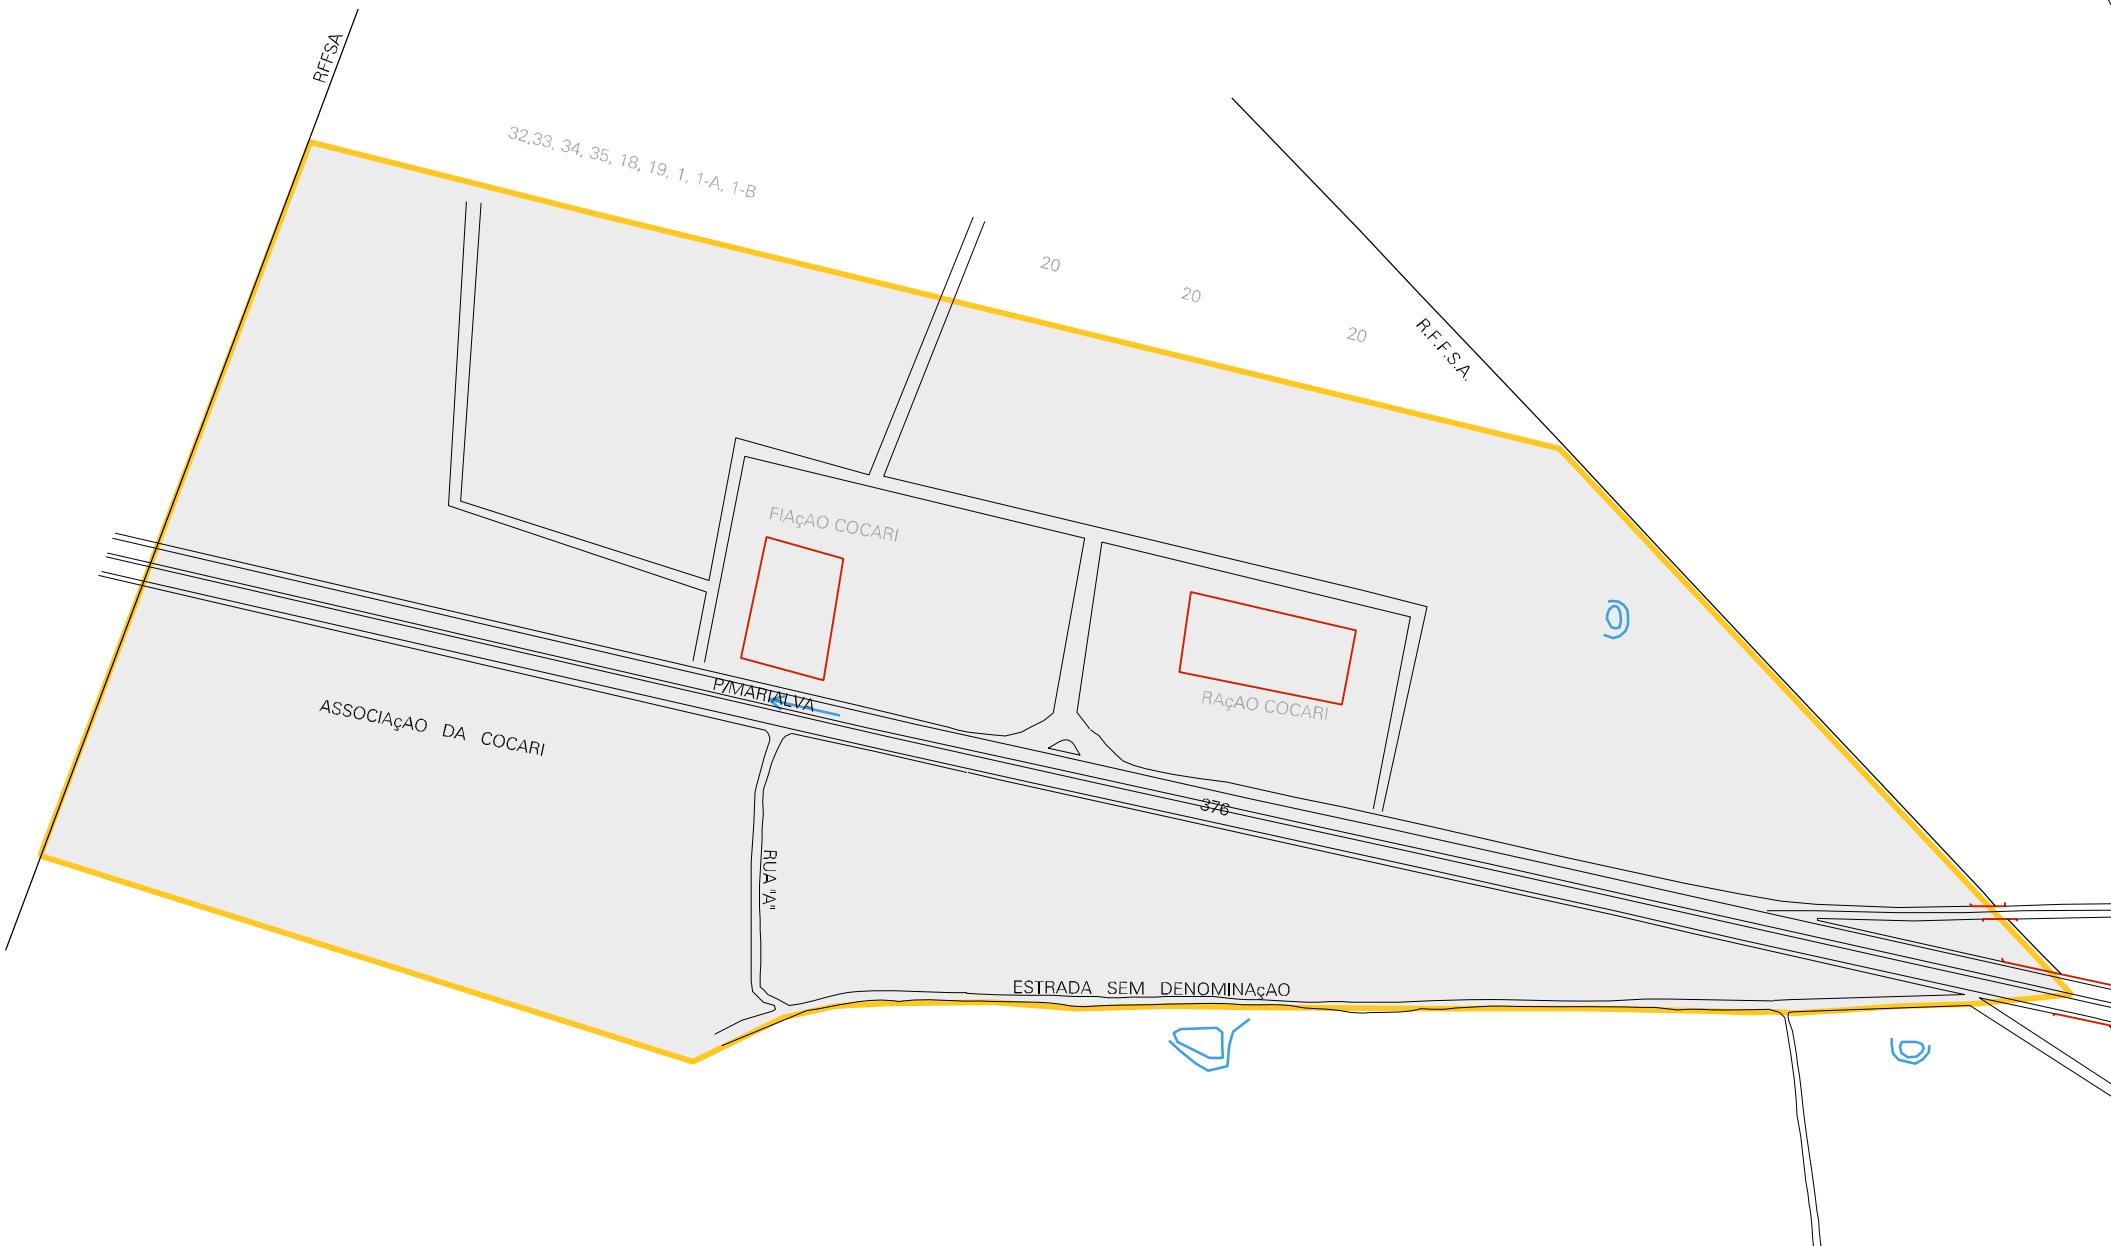 RFFSA
32,33, 34, 35, 18, 19, 1, 1-A, 1-B
20
20
20
R.F.F.S.A.
FIAçAO COCARI
P/MARIALVA
RAçAO COCARI
ASSOCIAçAO DA COCARI
376
RUA "A"
ESTRADA SEM DENOMINAçAO